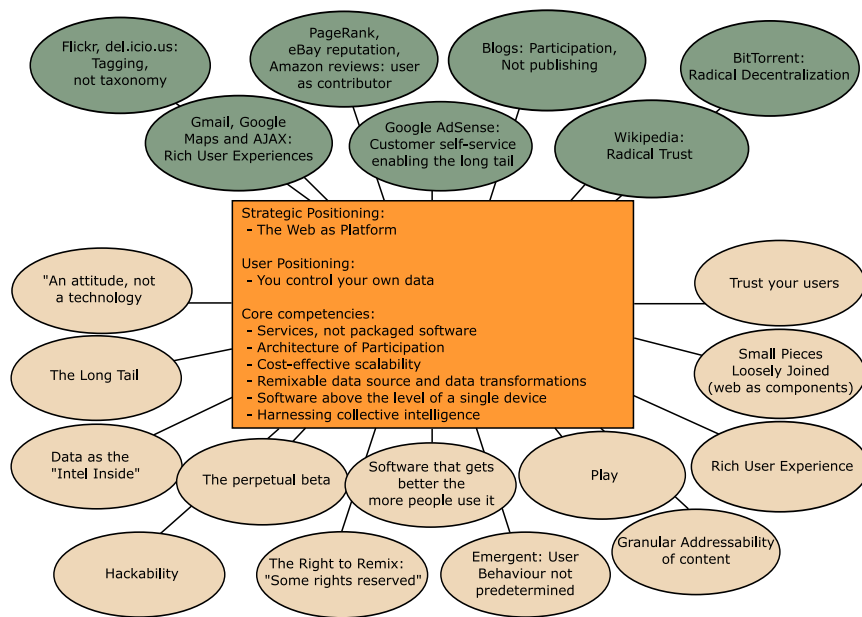 Flickr, del.icio.us:
Tagging,
not taxonomy
PageRank,
eBay reputation,
Amazon reviews: user
as contributor
Blogs: Participation,
Not publishing
BitTorrent:
Radical Decentralization
Gmail, Google
Maps and AJAX:
Rich User Experiences
Google AdSense:
Customer self-service
enabling the long tail
Wikipedia:
Radical Trust
Strategic Positioning:
- The Web as Platform
User Positioning:
- You control your own data
Core competencies:
- Services, not packaged software
- Architecture of Participation
- Cost-effective scalability
- Remixable data source and data transformations
- Software above the level of a single device
- Harnessing collective intelligence
"An attitude, not
a technology
The Long Tail
Data as the
"Intel Inside"
Trust your users
Small Pieces
Loosely Joined
(web as components)
Rich User Experience
The perpetual beta
Software that gets
better the
more people use it
Play
Hackability
The Right to Remix:
"Some rights reserved"
Emergent: User
Behaviour not
predetermined
Granular Addressability
of content